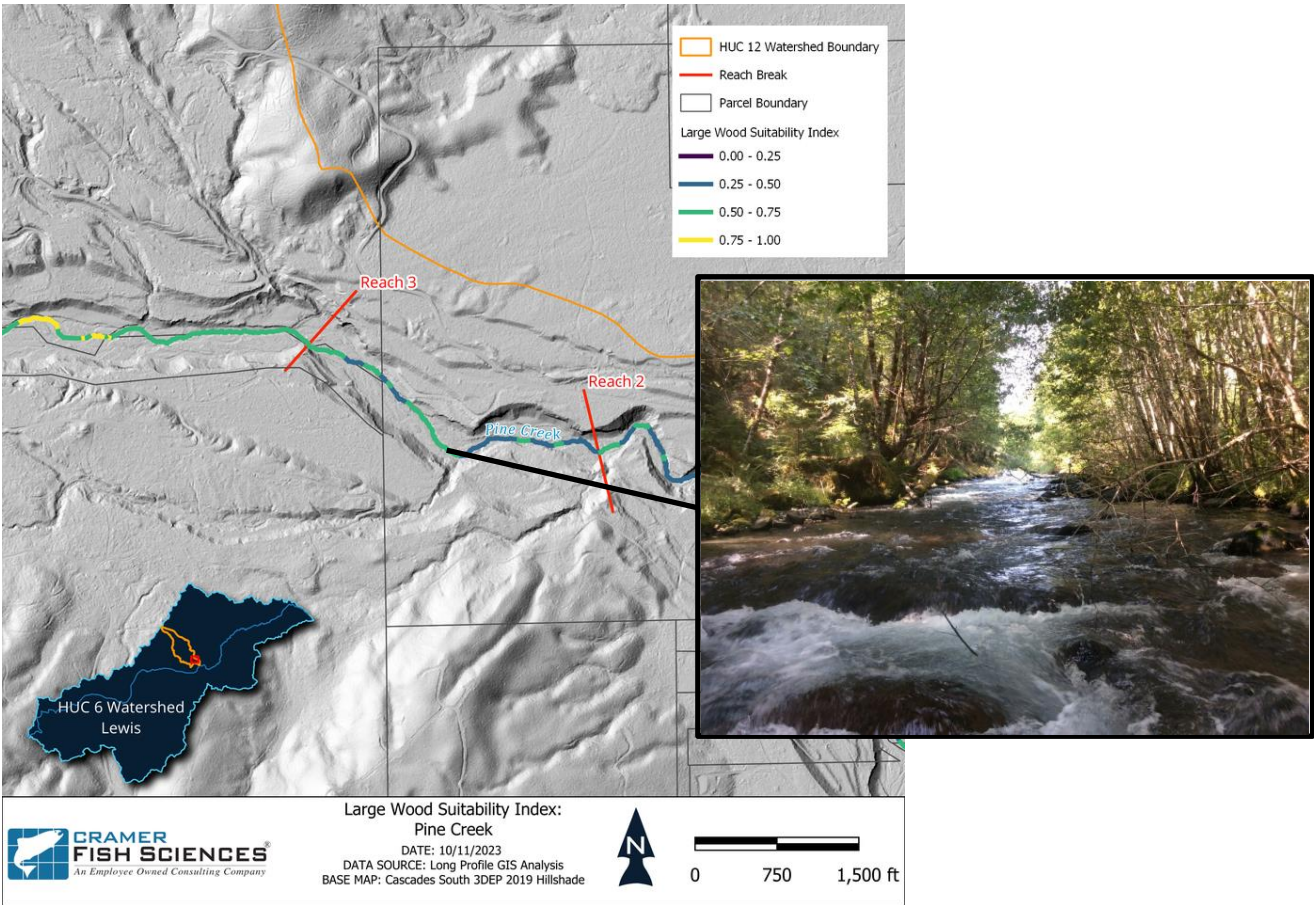 HUC 12 Watershed Boundary
Reach Break
Parcel Boundary
Large Wood Suitability Index
0.00 - 0.25
0.25 - 0.50
0.50 - 0.75
0.75 - 1.00
Reach 3
Reach 2
Pine Creek
HUC 6 Watershed
Lewis
CRAMER
FISH SCIENCES®
An Employee Owned Consulting Company
Large Wood Suitability Index:
Pine Creek
DATE: 10/11/2023
DATA SOURCE: Long Profile GIS Analysis
BASE MAP: Cascades South 3DEP 2019 Hillshade
N
0 750 1,500 ft